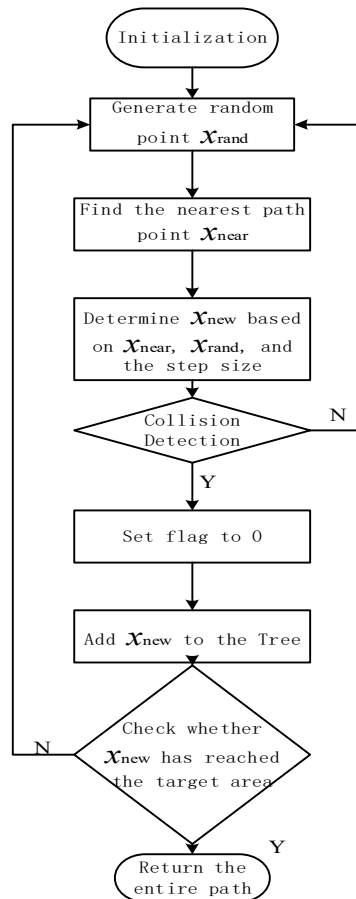 Initialization
Generate random
point xrand
Find the nearest path
point xnear
Determine xnew based
on xnear, xrand, and
the step size
Collision
Detection
N
Y
Set flag to 0
Add xnew to the Tree
Check whether
xnew has reached
the target area
N
Y
Return the
entire path